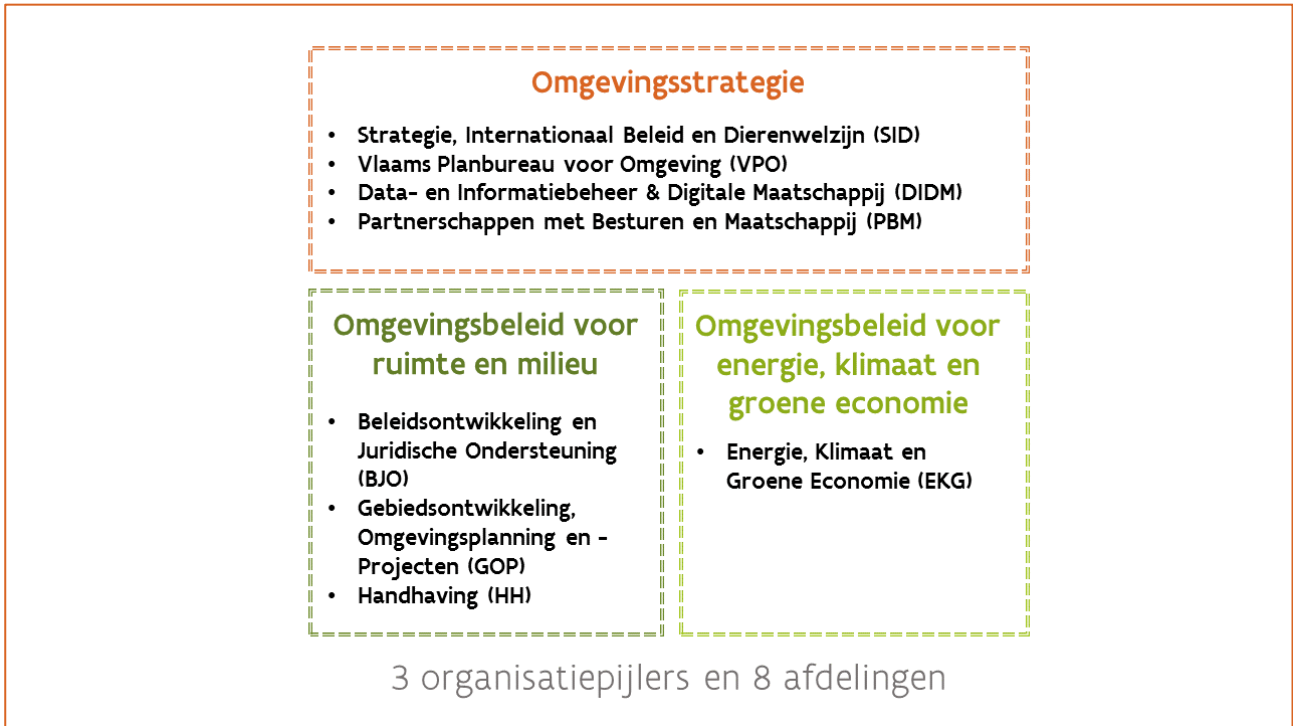 Omgevingsstrategie
• Strategie, Internationaal Beleid en Dierenwelzijn (SID)
• Vlaams Planbureau voor Omgeving (VPO)
• Data- en Informatiebeheer & Digitale Maatschappij (DIDM)
• Partnerschappen met Besturen en Maatschappij (PBM)
Omgevingsbeleid voor
ruimte en milieu
• Beleidsontwikkeling en
Juridische Ondersteuning
(BJO)
• Gebiedsontwikkeling,
Omgevingsplanning en -
Projecten (GOP)
• Handhaving (HH)
Omgevingsbeleid voor
energie, klimaat en
groene economie
• Energie, Klimaat en
Groene Economie (EKG)
3 organisatiepijlers en 8 afdelingen